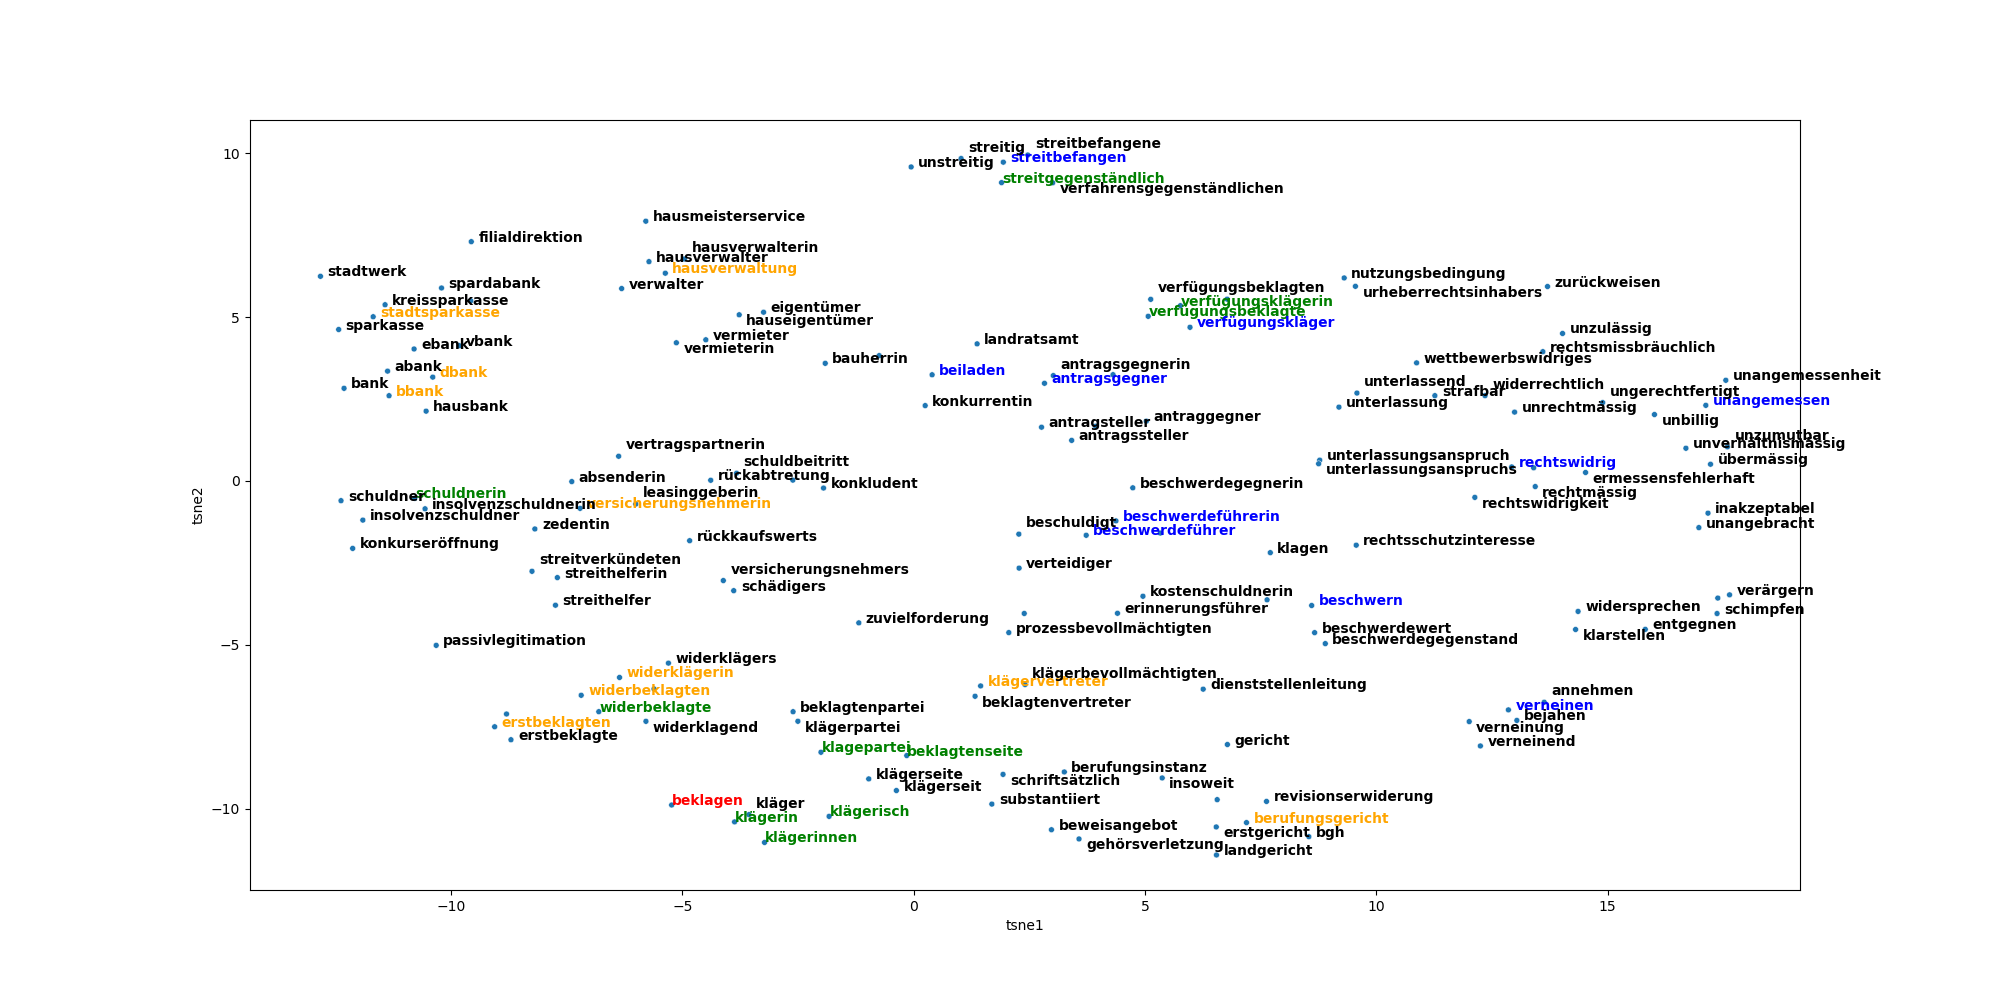 streitbefangene
streitig
streitbefangen
unstreitig
streitgegenständlich
verfahrensgegenständlichen
hausmeisterservice
filialdirektion
hausverwalterin
hausverwalter
hausverwaltung
stadtwerk
spardabank
verwalter
nutzungsbedingung
zurückweisen
urheberrechtsinhabers
verfügungsbeklagten
kreissparkasse
verfügungsklägerin
stadtsparkasse
eigentümer
verfügungsbeklagte
hauseigentümer
verfügungskläger
sparkasse
unzulässig
vermieter
landratsamt
ebank
vbank
vermieterin
rechtsmissbräuchlich
bauherrin
wettbewerbswidriges
abank
dbank
beiladen
antragsgegnerin
antragsgegner
unangemessenheit
bank
unterlassend
widerrechtlich
bbank
strafbar
ungerechtfertigt
hausbank
konkurrentin
unterlassung
unrechtmässig
unangemessen
antragsteller
antraggegner
unbillig
antragssteller
unzumutbar
vertragspartnerin
unverhältnismässig
unterlassungsanspruch
schuldbeitritt
übermässig
unterlassungsanspruchs
rechtswidrig
absenderin
rückabtretung
konkludent
beschwerdegegnerin
ermessensfehlerhaft
schuldner
schuldnerin
leasinggeberin
rechtmässig
insolvenzschuldnerin
versicherungsnehmerin
rechtswidrigkeit
insolvenzschuldner
inakzeptabel
zedentin
beschuldigt
beschwerdeführerin
unangebracht
beschwerdeführer
konkurseröffnung
rückkaufswerts
klagen
rechtsschutzinteresse
streitverkündeten
streithelferin
versicherungsnehmers
verteidiger
schädigers
kostenschuldnerin
verärgern
streithelfer
erinnerungsführer
beschwern
widersprechen
schimpfen
zuvielforderung
prozessbevollmächtigten
beschwerdewert
klarstellen
entgegnen
passivlegitimation
beschwerdegegenstand
widerklägers
widerklägerin
klägerbevollmächtigten
klägervertreter
dienststellenleitung
widerbeklagten
beklagtenvertreter
annehmen
widerbeklagte
beklagtenpartei
verneinen
bejahen
erstbeklagten
widerklagend
klägerpartei
verneinung
erstbeklagte
klagepartei
beklagtenseite
gericht
verneinend
klägerseite
berufungsinstanz
schriftsätzlich
insoweit
klägerseit
beklagen
kläger
substantiiert
revisionserwiderung
klägerin
klägerisch
berufungsgericht
beweisangebot
erstgericht
bgh
klägerinnen
gehörsverletzung
landgericht
10
5
0
−5
−10
tsne2
−10
−5
0
5
10
15
tsne1